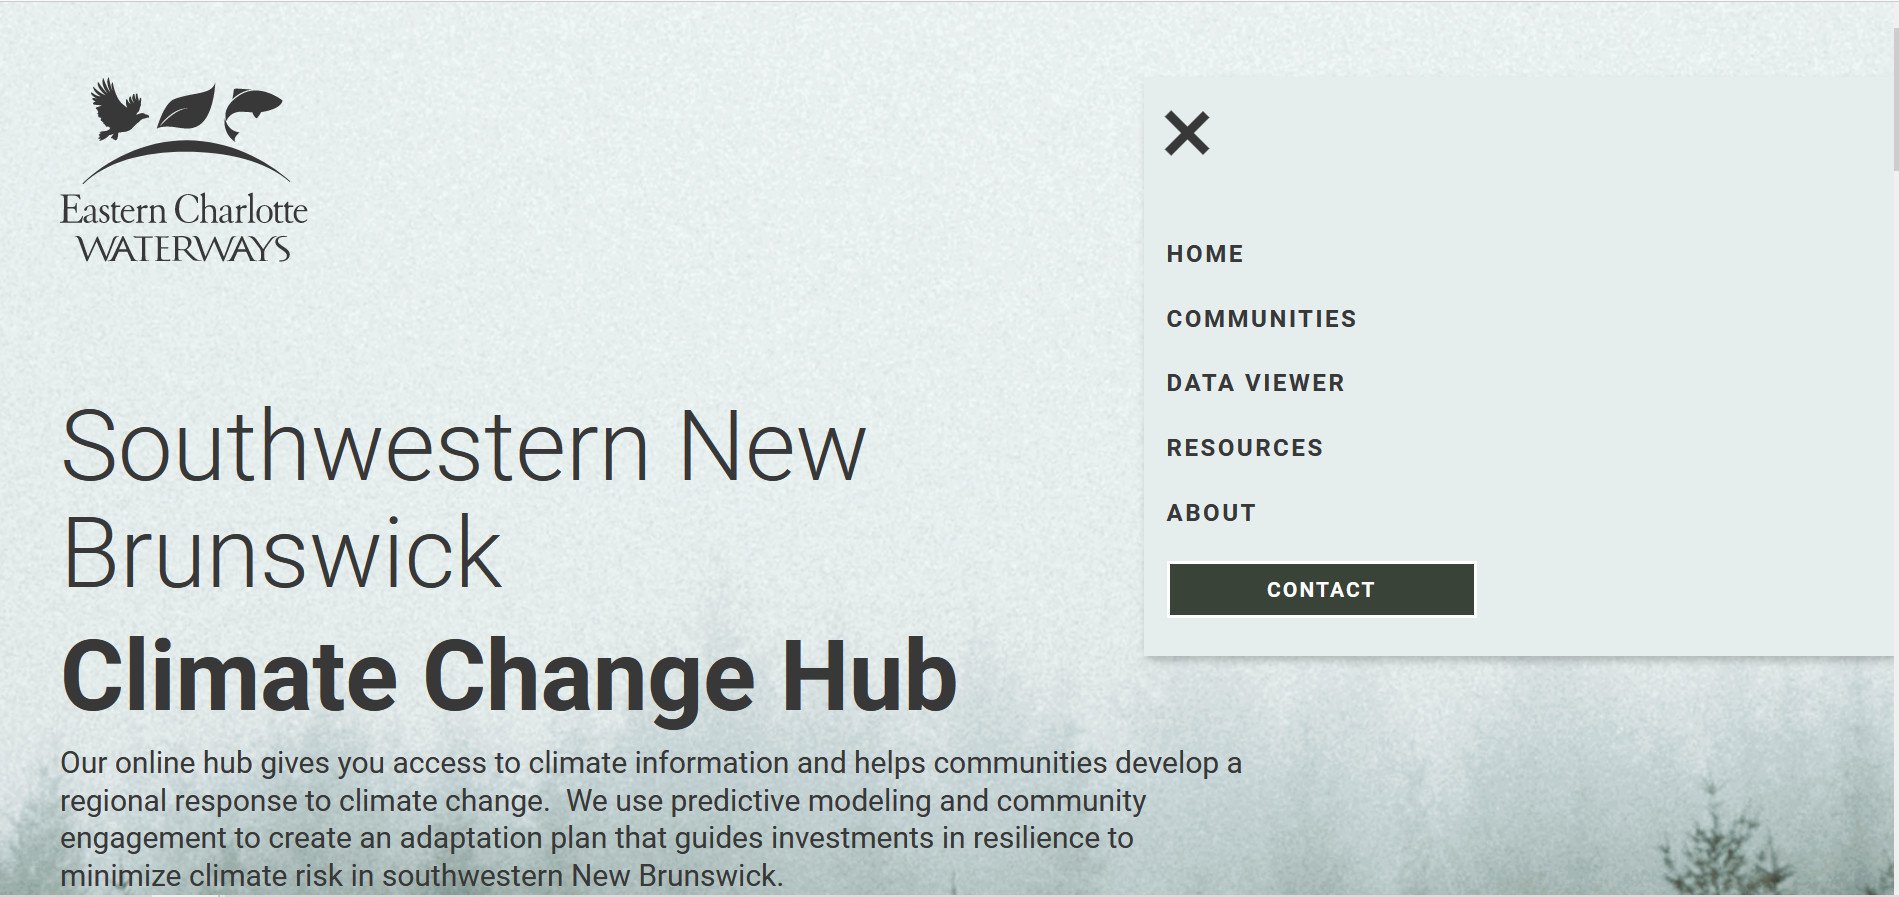 Eastern Charlotte
WATERWAYS
HOME
COMMUNITIES
DATA VIEWER
RESOURCES
ABOUT
CONTACT
Southwestern New
Brunswick
Climate Change Hub
Our online hub gives you access to climate information and helps communities develop a
regional response to climate change.  We use predictive modeling and community
engagement to create an adaptation plan that guides investments in resilience to
minimize climate risk in southwestern New Brunswick.